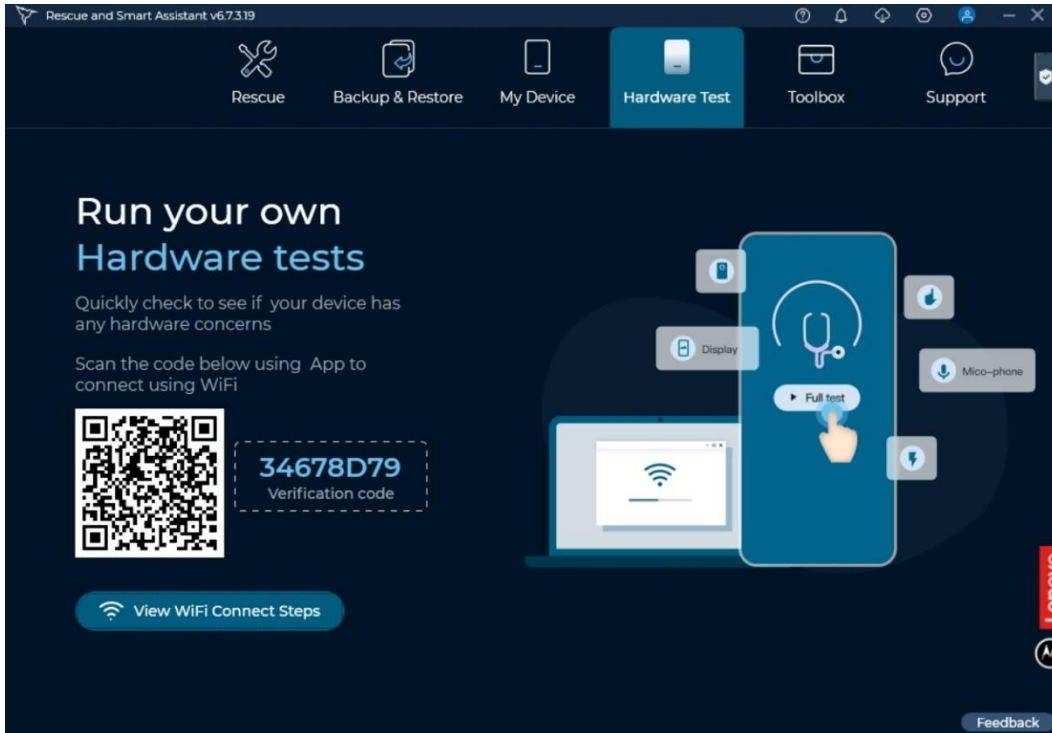 Rescue and Smart Assistant v6.7.3.19
Rescue
Backup & Restore
My Device
Hardware Test
Toolbox
Support
Run your own
Hardware tests
Quickly check to see if your device has
any hardware concerns
Scan the code below using App to
connect using WiFi
34678D79
Verification code
View WiFi Connect Steps
Display
Mico-phone
Full test
Lenovo
Feedback